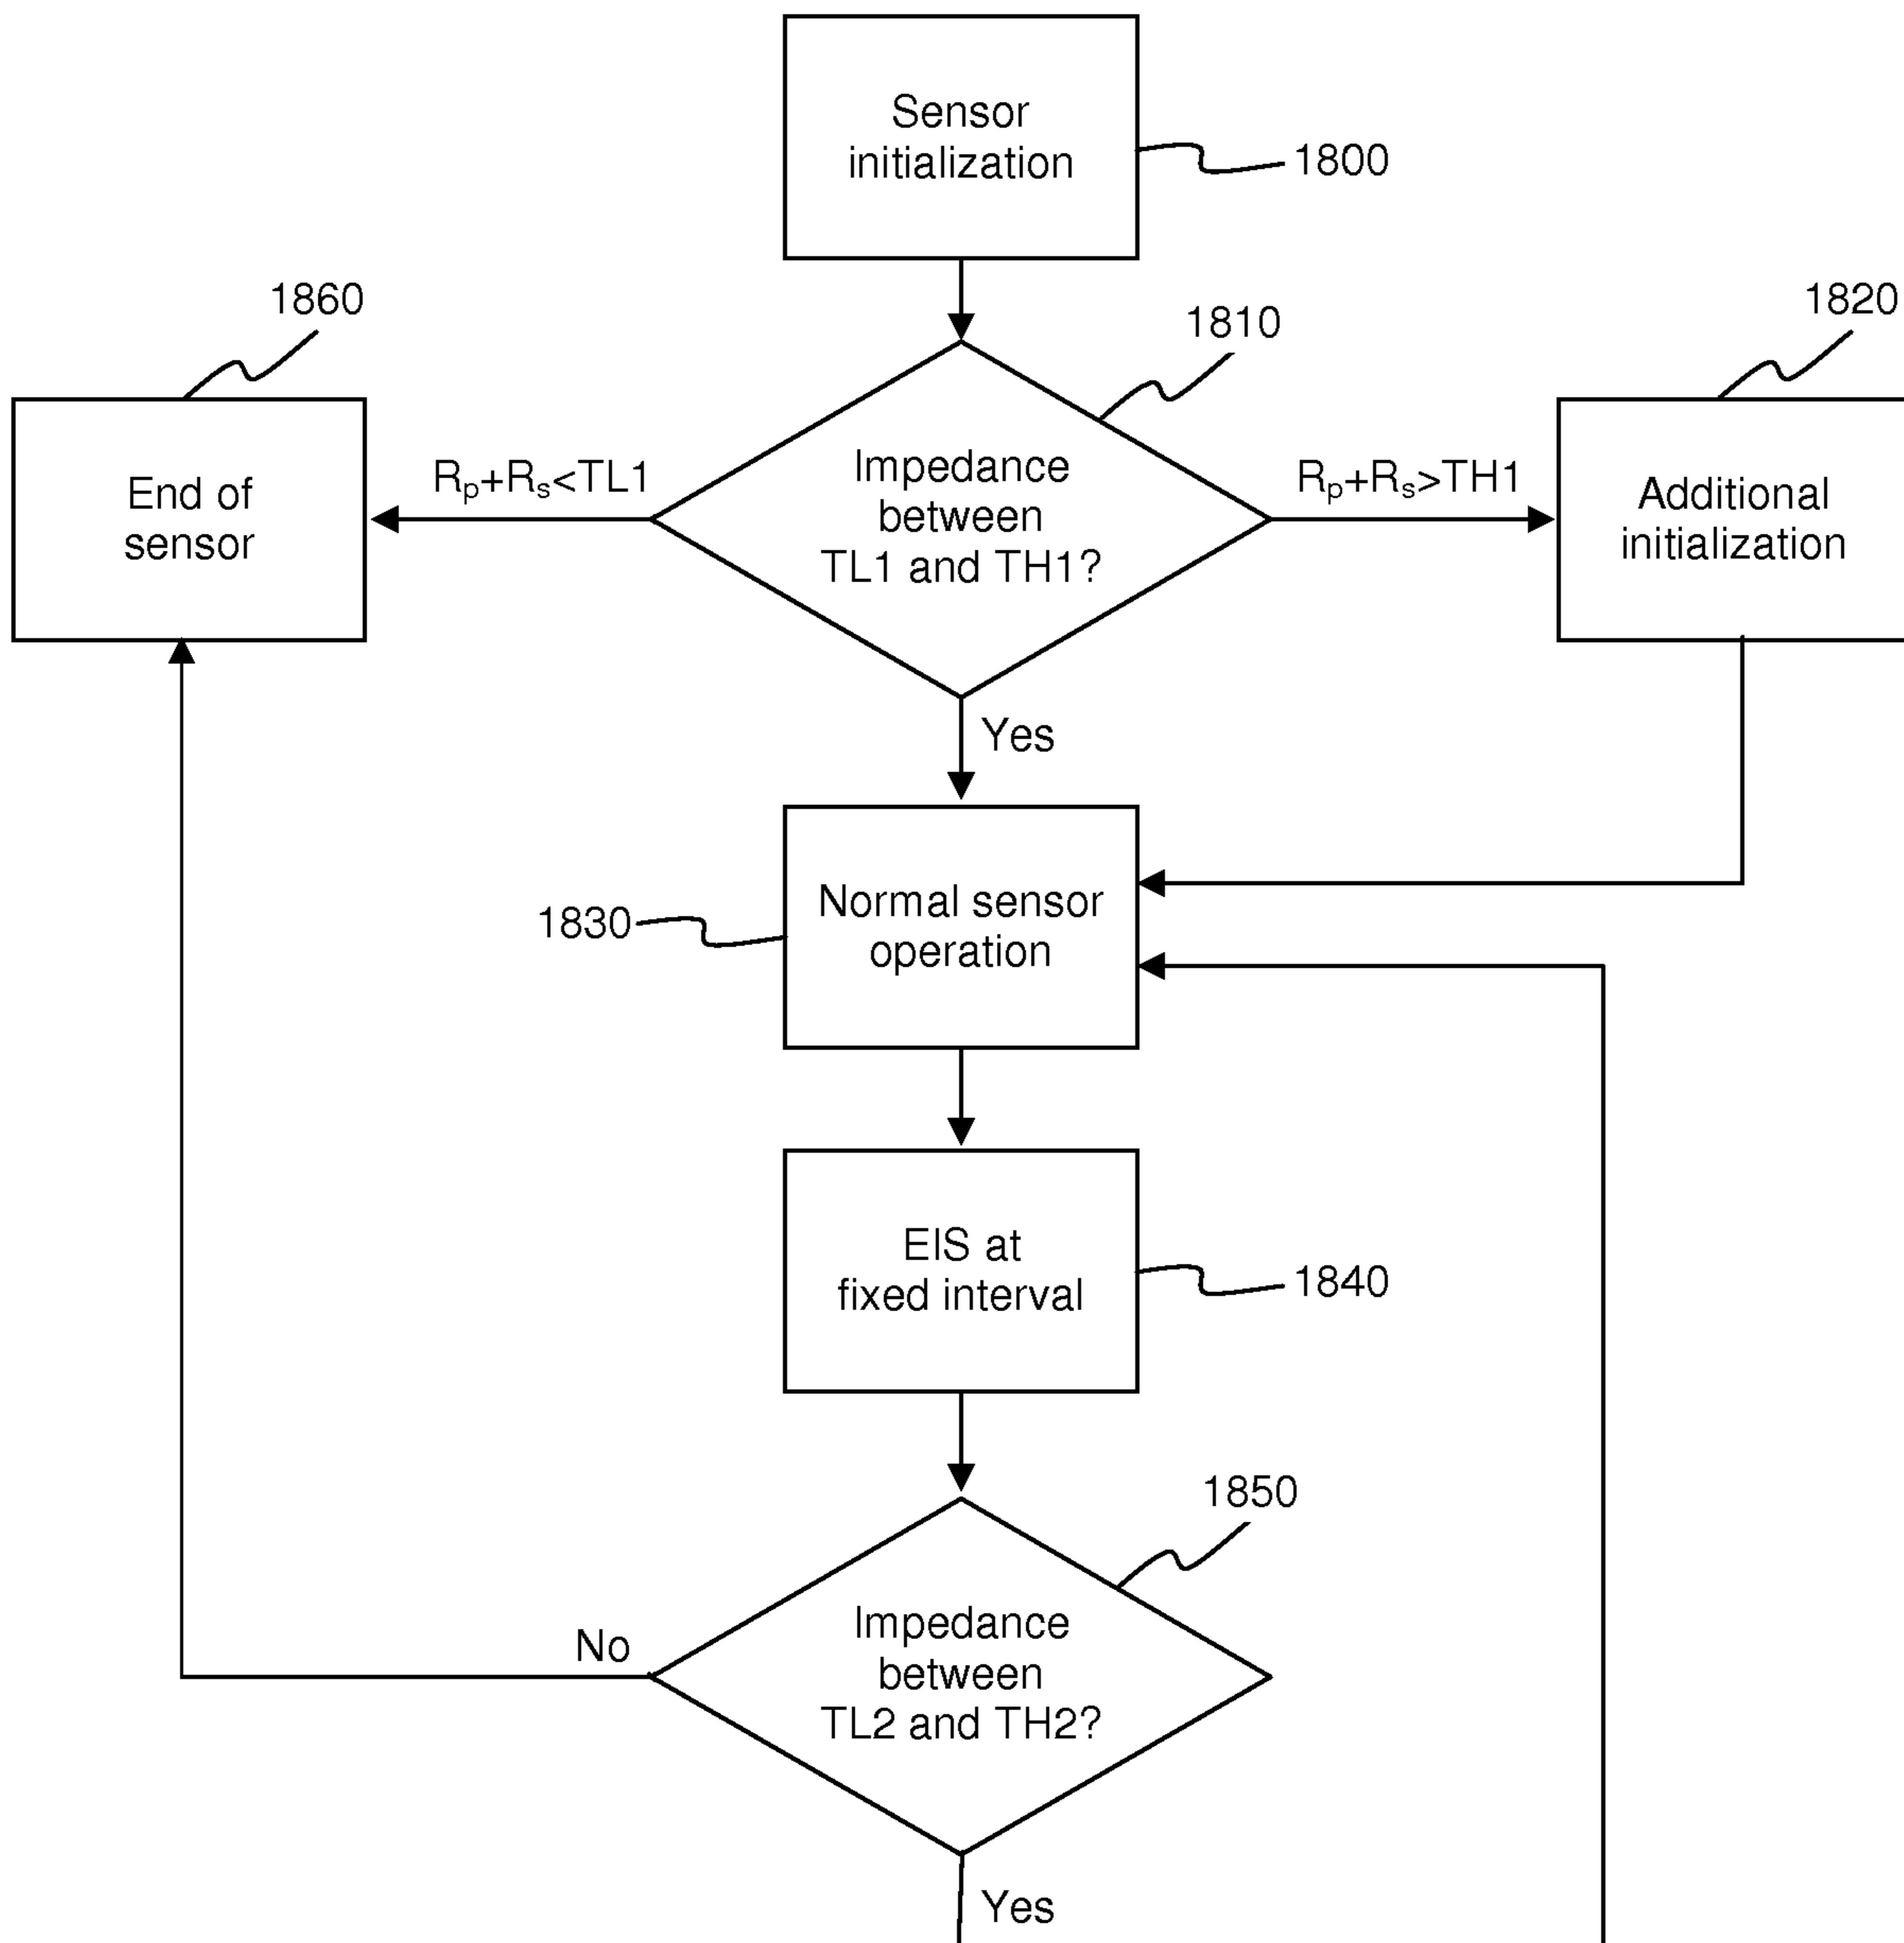 Sensor
initialization
1800
1860
1810
1820
End of
sensor
Rp+Rs<TL1
Impedance
between
TL1 and TH1?
Rp+Rs>TH1
Additional
initialization
Yes
1830
Normal sensor
operation
EIS at
fixed interval
1840
1850
Impedance
between
TL2 and TH2?
No
Yes